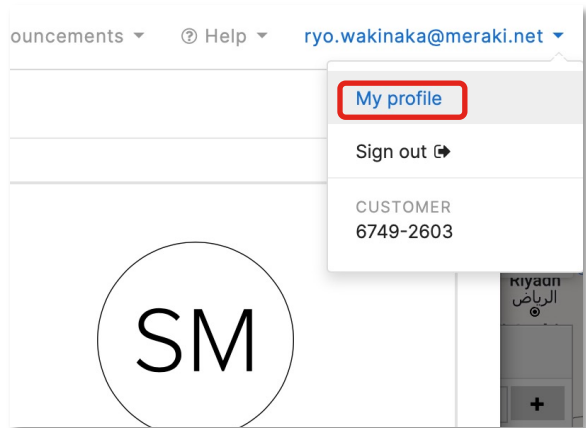 ouncements ? Help ryo.wakinaka@meraki.net
My profile
Sign out
CUSTOMER
6749-2603
SM
Riyadh
الرياض
+